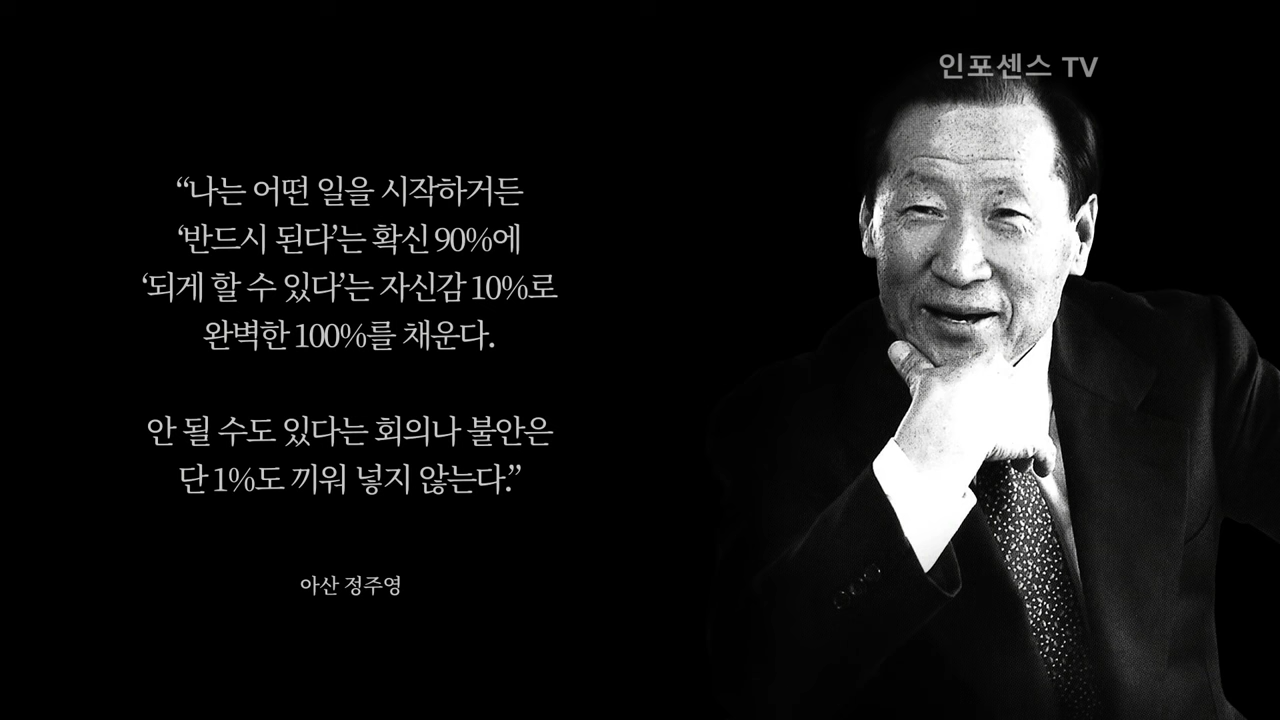 인포센스 TV
“나는 어떤 일을 시작하거든
‘반드시 된다’는 확신 90%에
‘되게 할 수 있다’는 자신감 10%로
완벽한 100%를 채운다.
안 될 수도 있다는 회의나 불안은
단 1%도 끼워 넣지 않는다.”
아산 정주영